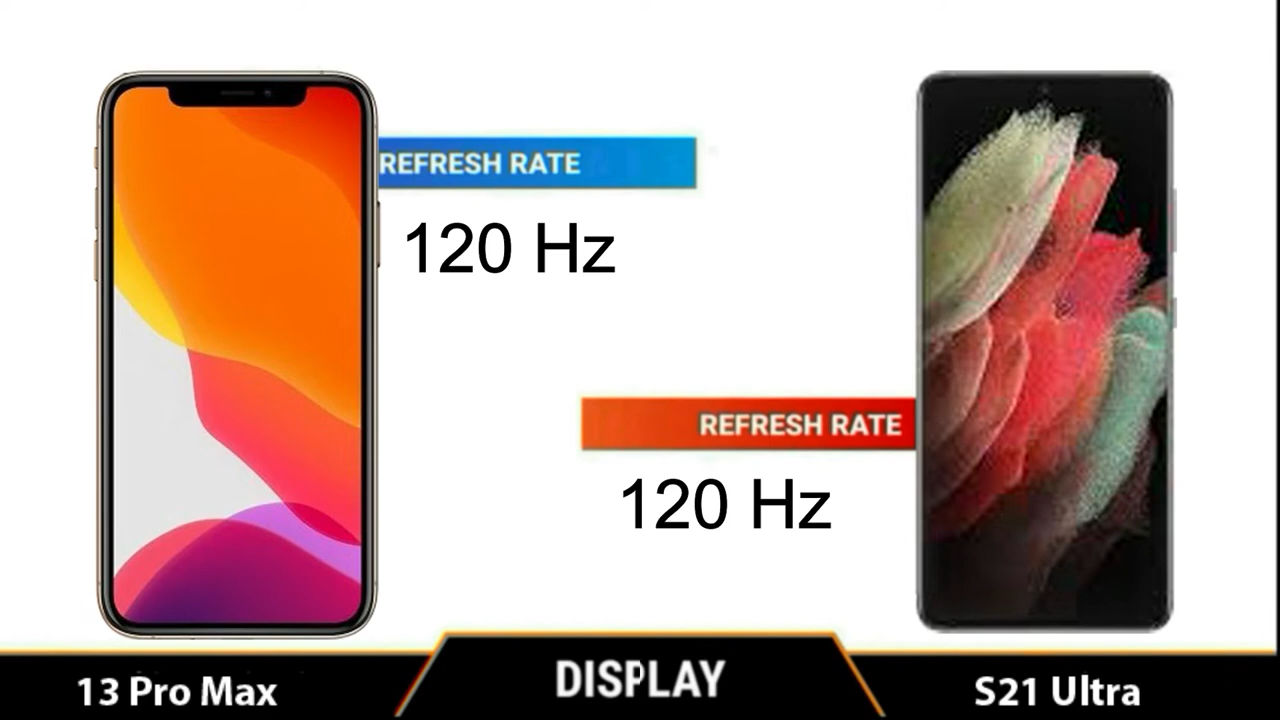 REFRESH RATE
120 Hz
REFRESH RATE
120 Hz
13 Pro Max
DISPLAY
S21 Ultra